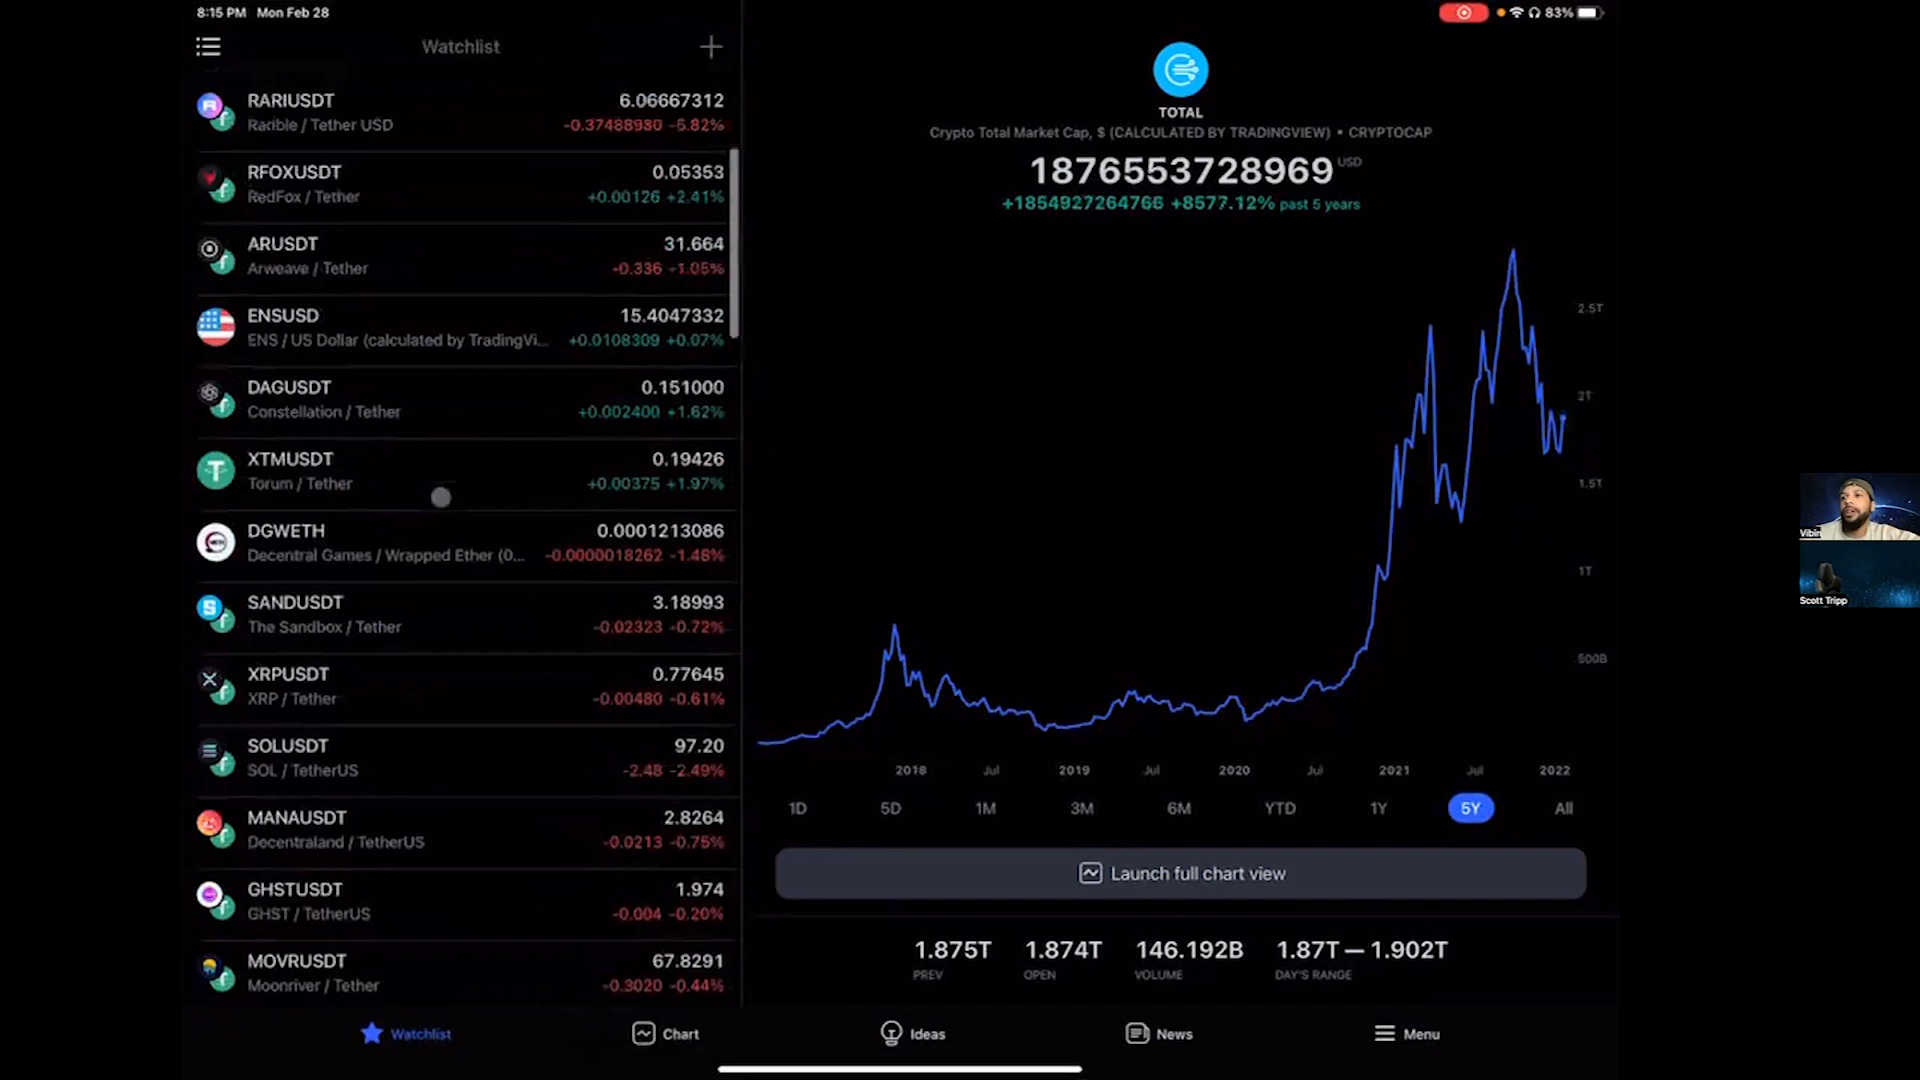 8:15 PM Mon Feb 28
83%
Watchlist
RARIUSDT 6.06667312
Rarible / Tether USD -0.37488980 -5.82%
RFOXUSDT 0.05353
RedFox / Tether +0.00126 +2.41%
ARUSDT 31.664
Arweave / Tether -0.336 -1.05%
ENSUSD 15.4047332
ENS / US Dollar (calculated by TradingVi... +0.0108309 +0.07%
DAGUSDT 0.151000
Constellation / Tether +0.002400 +1.62%
XTMUSDT 0.19426
Torum / Tether +0.00375 +1.97%
DGWETH 0.0001213086
Decentral Games / Wrapped Ether (0... -0.0000018262 -1.48%
SANDUSDT 3.18993
The Sandbox / Tether -0.02323 -0.72%
XRPUSDT 0.77645
XRP / Tether -0.00480 -0.61%
SOLUSDT 97.20
SOL / TetherUS -2.48 -2.49%
MANAUSDT 2.8264
Decentraland / TetherUS -0.0213 -0.75%
GHSTUSDT 1.974
GHST / TetherUS -0.004 -0.20%
MOVRUSDT 67.8291
Moonriver / Tether -0.3020 -0.44%
TOTAL
Crypto Total Market Cap, $ (CALCULATED BY TRADINGVIEW) • CRYPTOCAP
1876553728969 USD
+1854927264766 +8577.12% past 5 years
2.5T
2T
1.5T
1T
500B
2018 Jul 2019 Jul 2020 Jul 2021 Jul 2022
1D 5D 1M 3M 6M YTD 1Y 5Y All
Launch full chart view
1.875T 1.874T 146.192B 1.87T — 1.902T
PREV OPEN VOLUME DAY'S RANGE
Watchlist Chart Ideas News Menu
Vibin
Scott Tripp